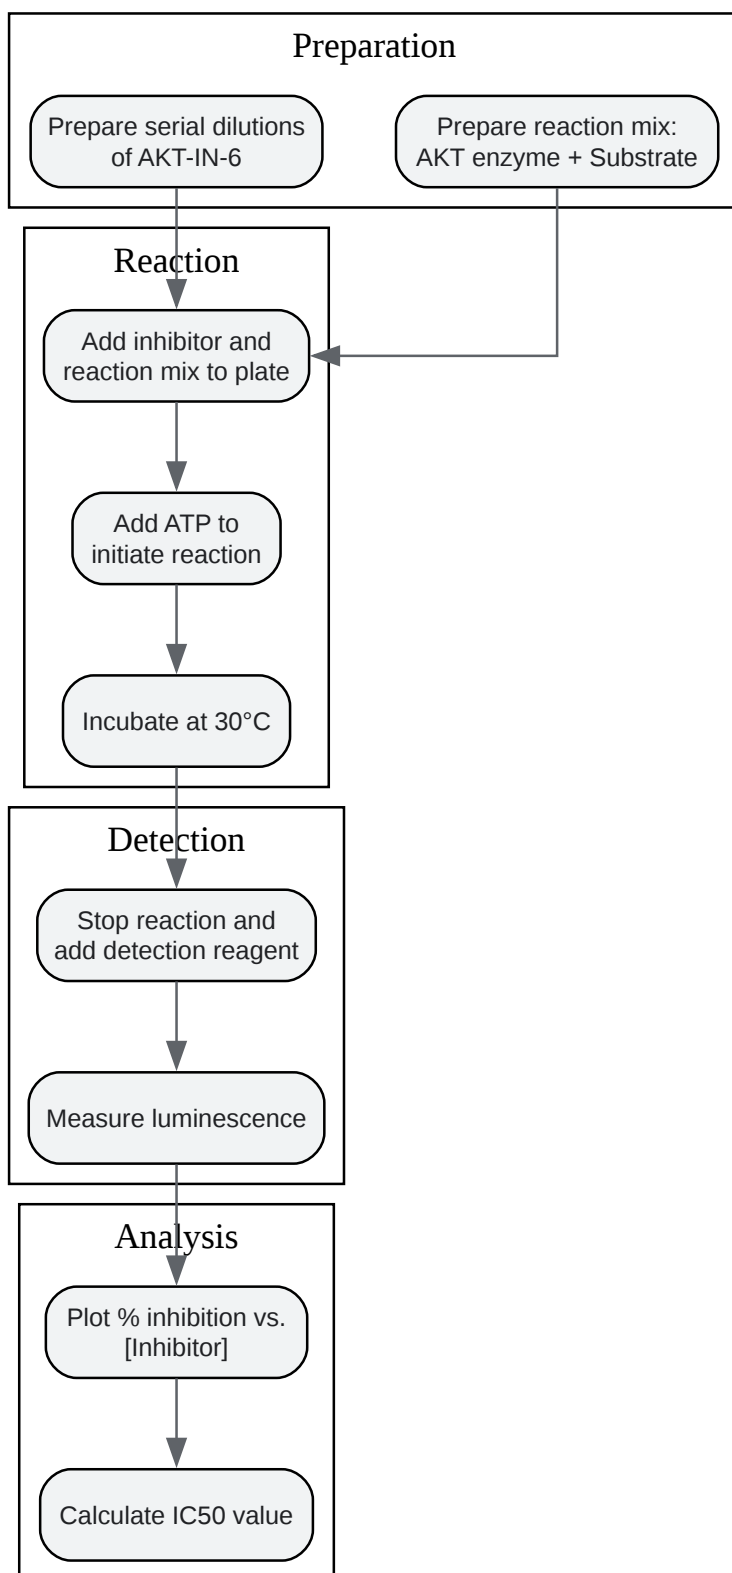 Preparation
Prepare serial dilutions
of AKT-IN-6
Prepare reaction mix:
AKT enzyme + Substrate
Reaction
Add inhibitor and
reaction mix to plate
Add ATP to
initiate reaction
Incubate at 30°C
Detection
Stop reaction and
add detection reagent
Measure luminescence
Analysis
Plot % inhibition vs.
[Inhibitor]
Calculate IC50 value